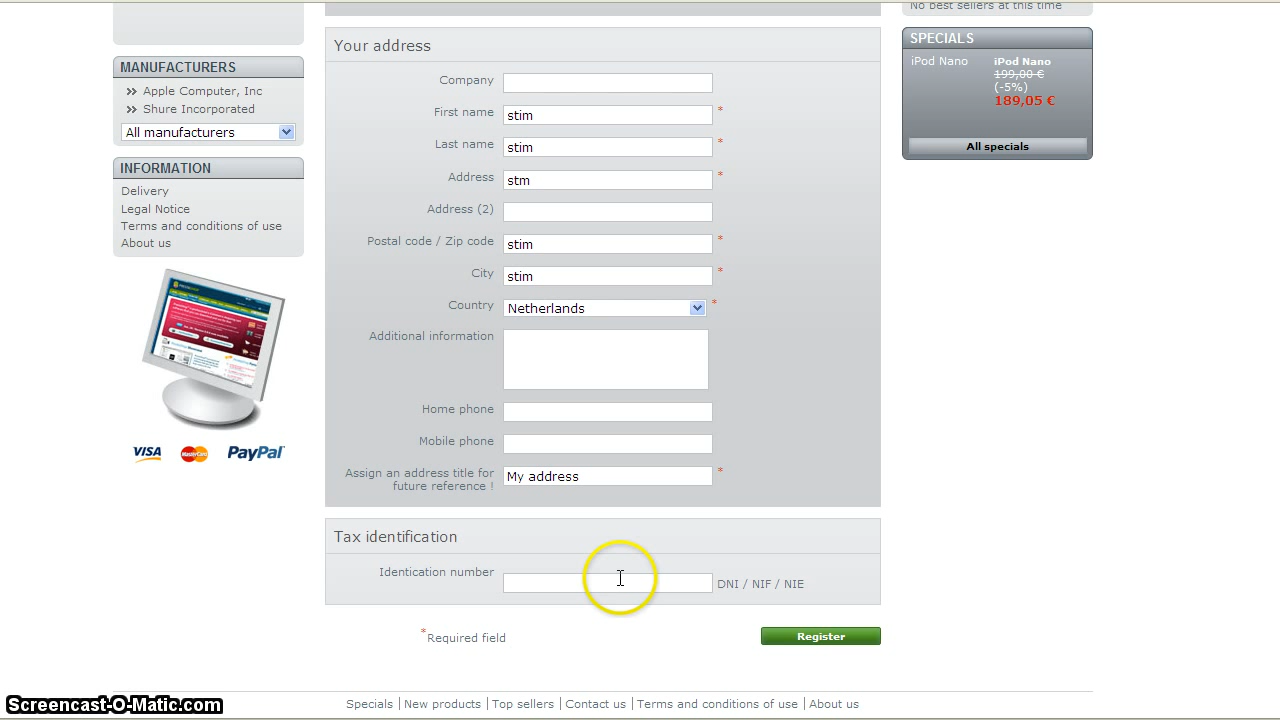 No best sellers at this time
Your address
SPECIALS
MANUFACTURERS
Apple Computer, Inc
Shure Incorporated
All manufacturers
iPod Nano
iPod Nano
199,00 €
(-5%)
189,05 €
All specials
INFORMATION
Delivery
Legal Notice
Terms and conditions of use
About us
VISA
MasterCard
PayPal
Company
First name stim *
Last name stim *
Address stm *
Address (2)
Postal code / Zip code stim *
City stim *
Country Netherlands *
Additional information
Home phone
Mobile phone
Assign an address title for
future reference ! My address *
Tax identification
Identication number DNI / NIF / NIE
*Required field
Register
Specials | New products | Top sellers | Contact us | Terms and conditions of use | About us
Screencast-O-Matic.com